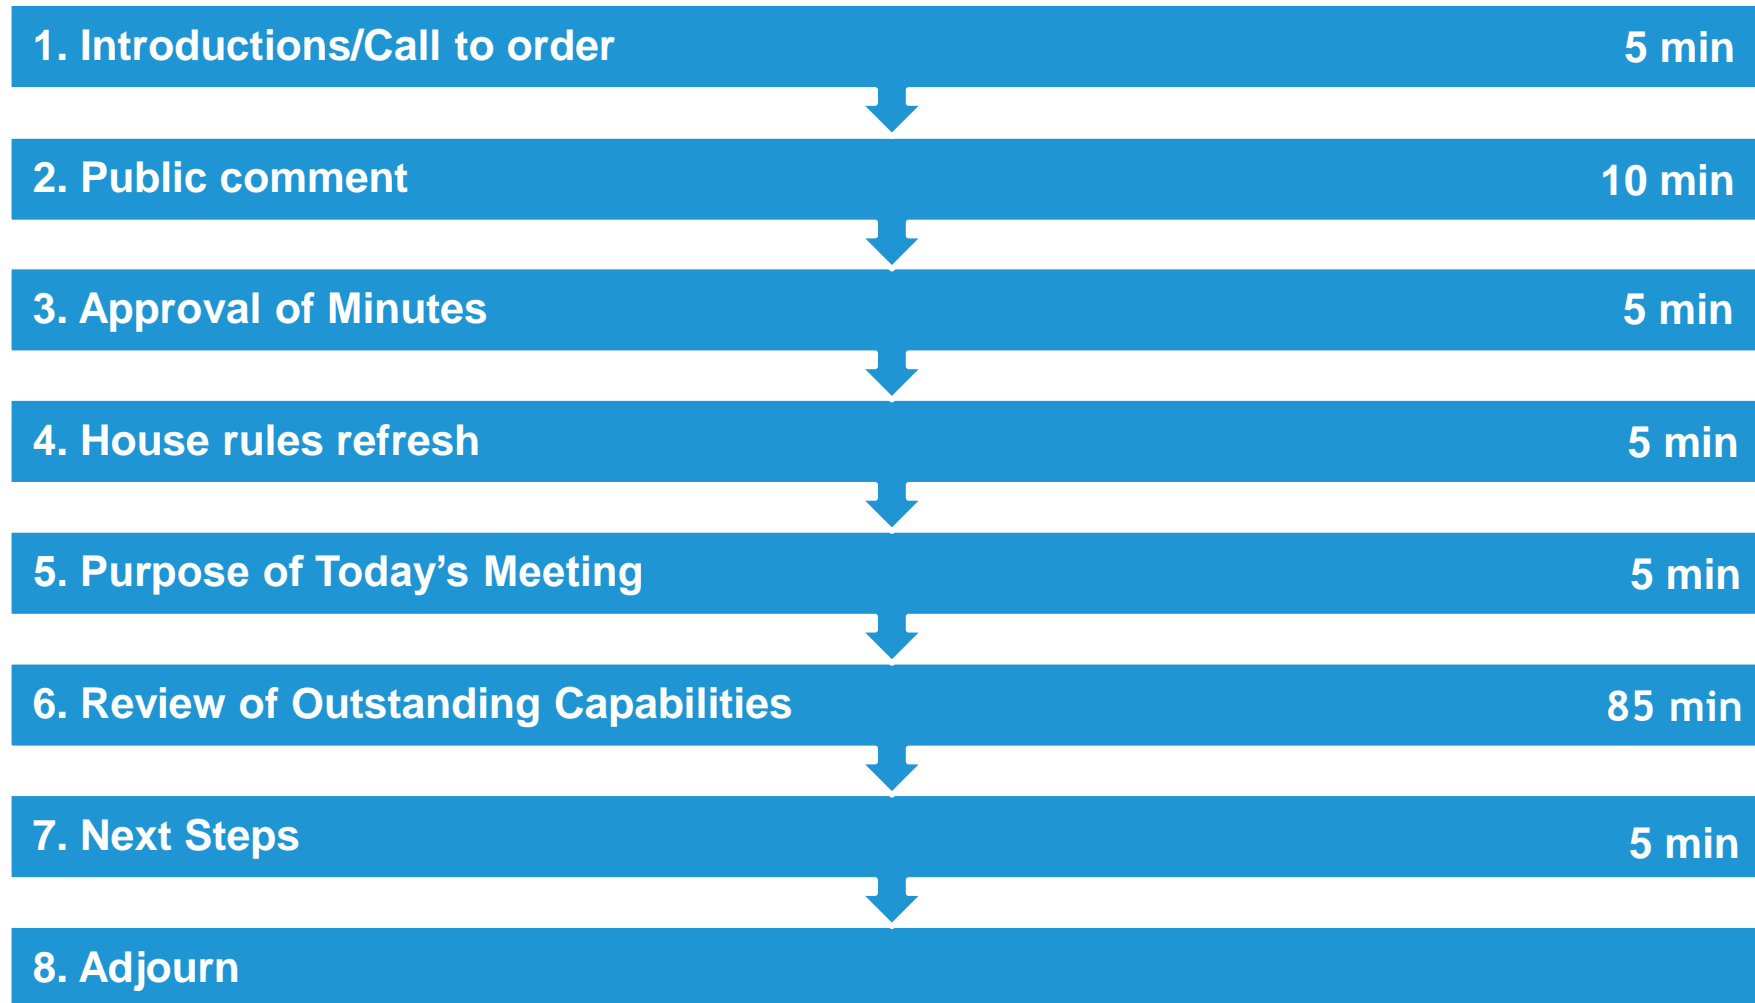 1. Introductions/Call to order 5 min
2. Public comment 10 min
3. Approval of Minutes 5 min
4. House rules refresh 5 min
5. Purpose of Today’s Meeting 5 min
6. Review of Outstanding Capabilities 85 min
7. Next Steps 5 min
8. Adjourn